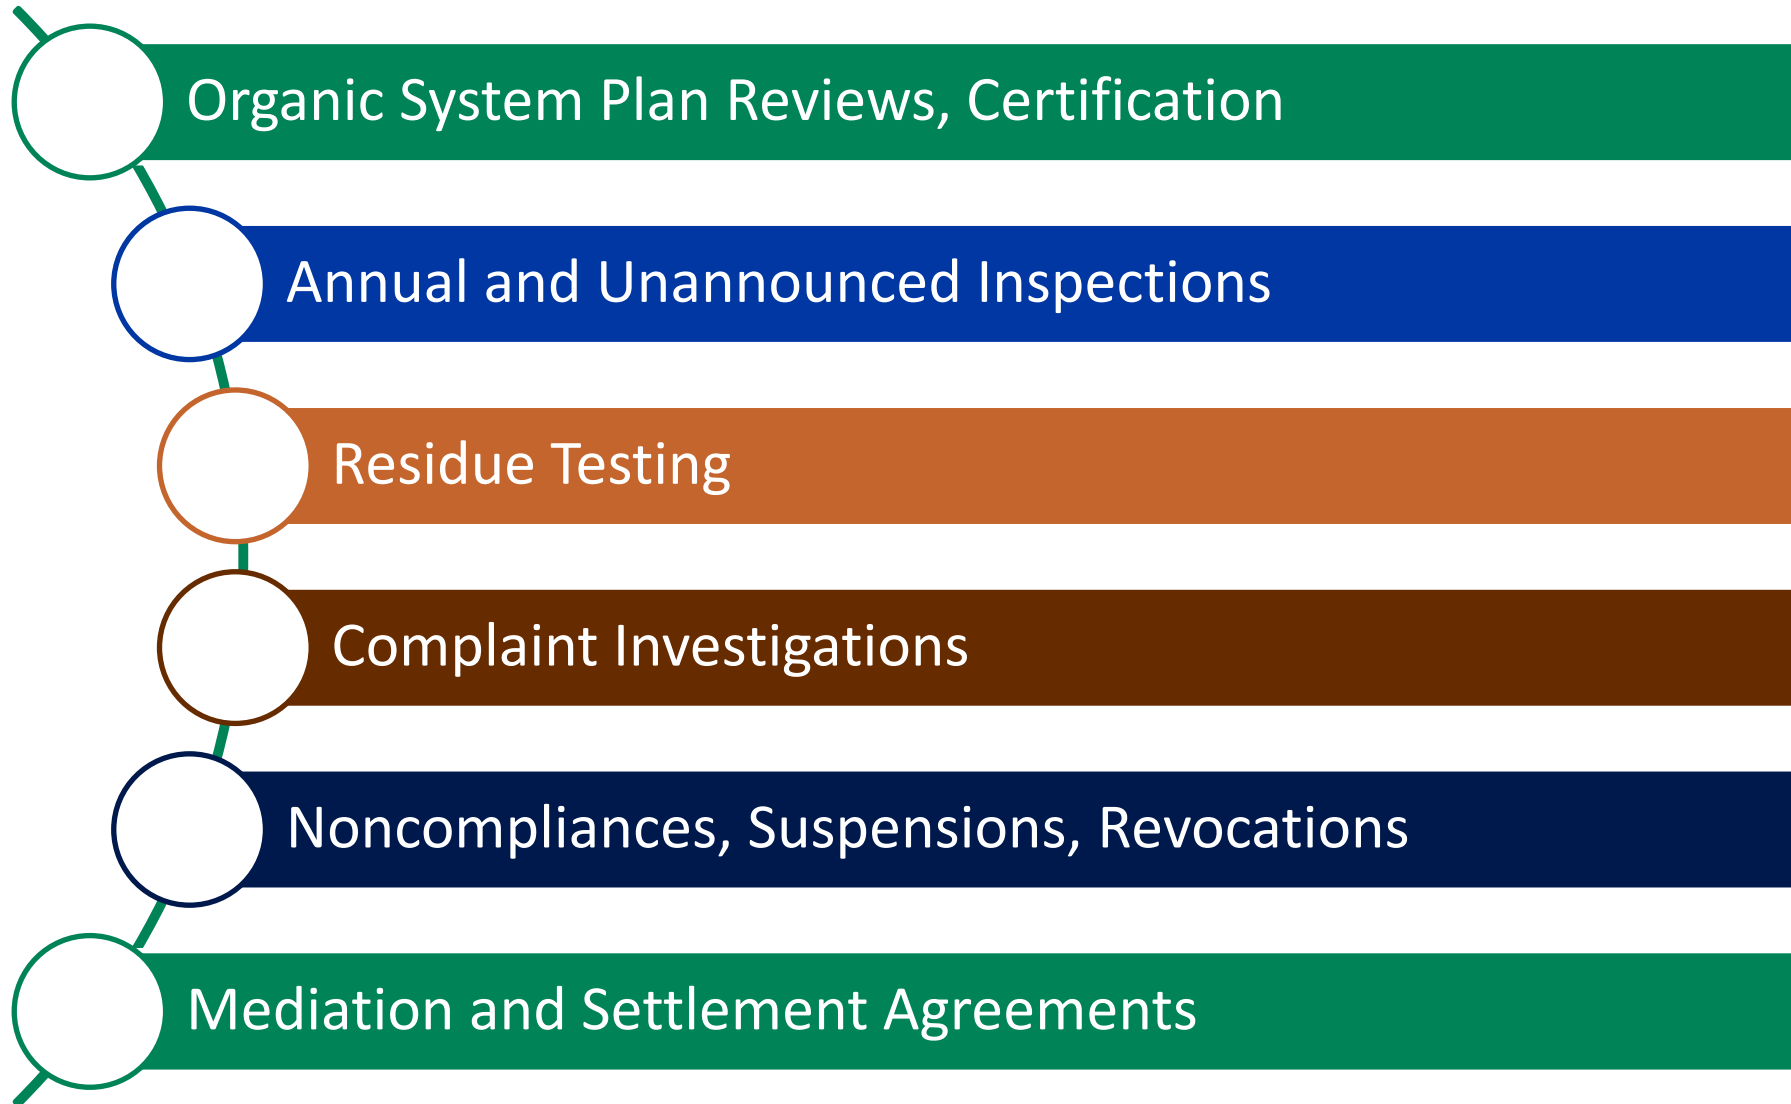 Organic System Plan Reviews, Certification
Annual and Unannounced Inspections
Residue Testing
Complaint Investigations
Noncompliances, Suspensions, Revocations
Mediation and Settlement Agreements